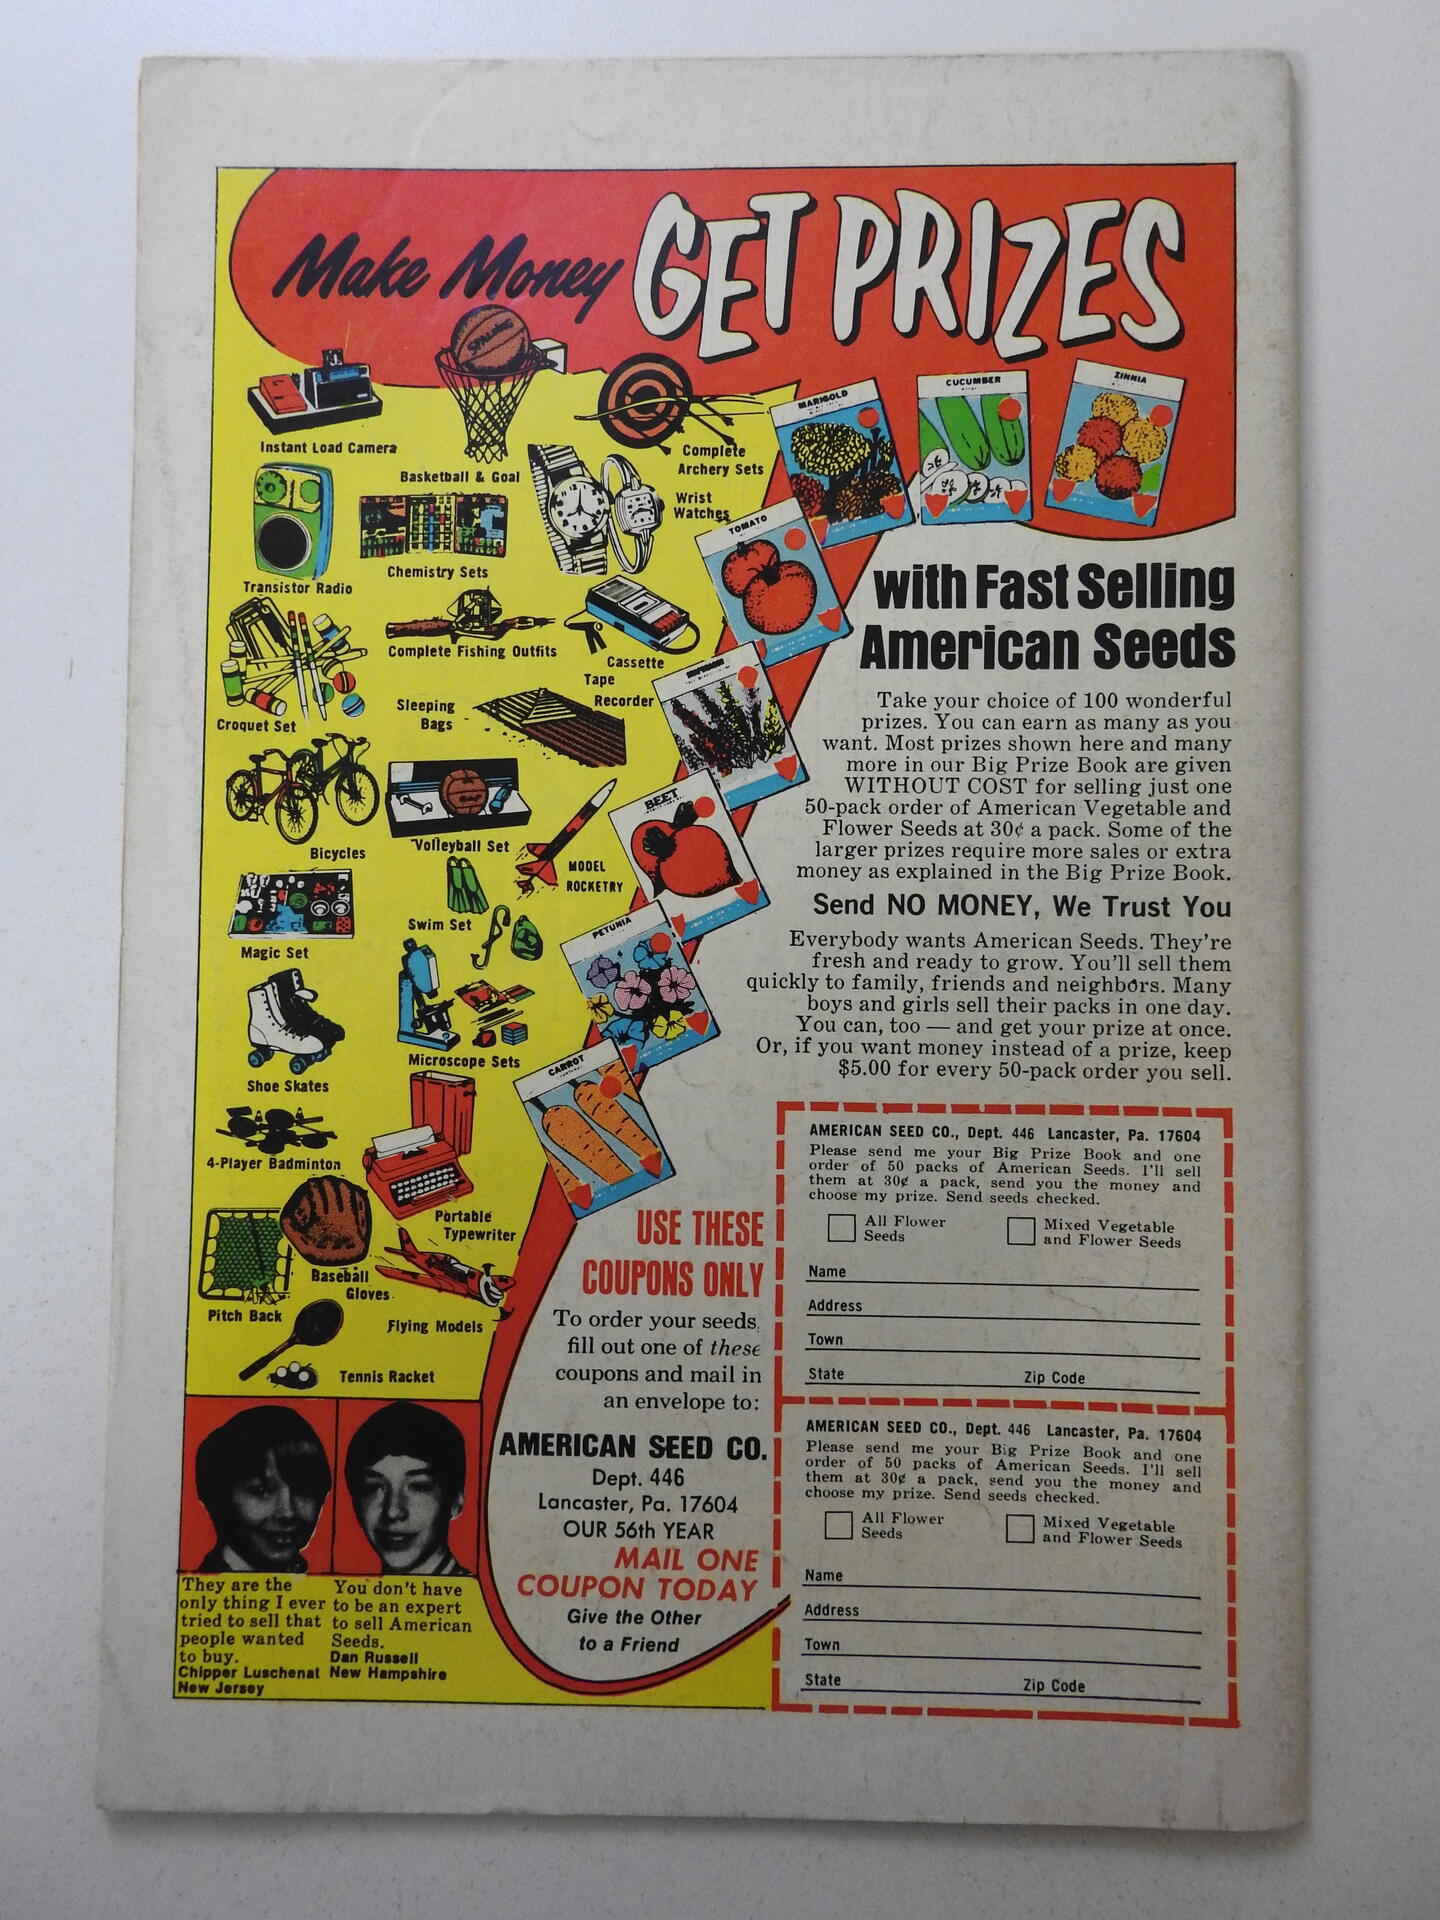 Make Money GET PRIZES
SPALDING
Instant Load Camera
Basketball & Goal
Complete
Archery Sets
Wrist
Watches
Transistor Radio
Chemistry Sets
Complete Fishing Outfits
Cassette
Tape
Recorder
Croquet Set
Sleeping
Bags
Bicycles
Volleyball Set
MODEL
ROCKETRY
Magic Set
Swim Set
Shoe Skates
Microscope Sets
4-Player Badminton
Portable
Typewriter
Pitch Back
Baseball
Gloves
Flying Models
Tennis Racket
MARIGOLD
CUCUMBER
ZINNIA
TOMATO
BEET
PETUNIA
CARROT
with Fast Selling
American Seeds
Take your choice of 100 wonderful
prizes. You can earn as many as you
want. Most prizes shown here and many
more in our Big Prize Book are given
WITHOUT COST for selling just one
50-pack order of American Vegetable and
Flower Seeds at 30¢ a pack. Some of the
larger prizes require more sales or extra
money as explained in the Big Prize Book.
Send NO MONEY, We Trust You
Everybody wants American Seeds. They're
fresh and ready to grow. You'll sell them
quickly to family, friends and neighbors. Many
boys and girls sell their packs in one day.
You can, too — and get your prize at once.
Or, if you want money instead of a prize, keep
$5.00 for every 50-pack order you sell.
USE THESE
COUPONS ONLY
To order your seeds,
fill out one of these
coupons and mail in
an envelope to:
AMERICAN SEED CO.
Dept. 446
Lancaster, Pa. 17604
OUR 56th YEAR
MAIL ONE
COUPON TODAY
Give the Other
to a Friend
AMERICAN SEED CO., Dept. 446 Lancaster, Pa. 17604
Please send me your Big Prize Book and one
order of 50 packs of American Seeds. I'll sell
them at 30¢ a pack, send you the money and
choose my prize. Send seeds checked.
All Flower
Seeds
Mixed Vegetable
and Flower Seeds
Name
Address
Town
State Zip Code
AMERICAN SEED CO., Dept. 446 Lancaster, Pa. 17604
Please send me your Big Prize Book and one
order of 50 packs of American Seeds. I'll sell
them at 30¢ a pack, send you the money and
choose my prize. Send seeds checked.
All Flower
Seeds
Mixed Vegetable
and Flower Seeds
Name
Address
Town
State Zip Code
They are the
only thing I ever
tried to sell that
people wanted
to buy.
Chipper Luschenat
New Jersey
You don't have
to be an expert
to sell American
Seeds.
Dan Russell
New Hampshire